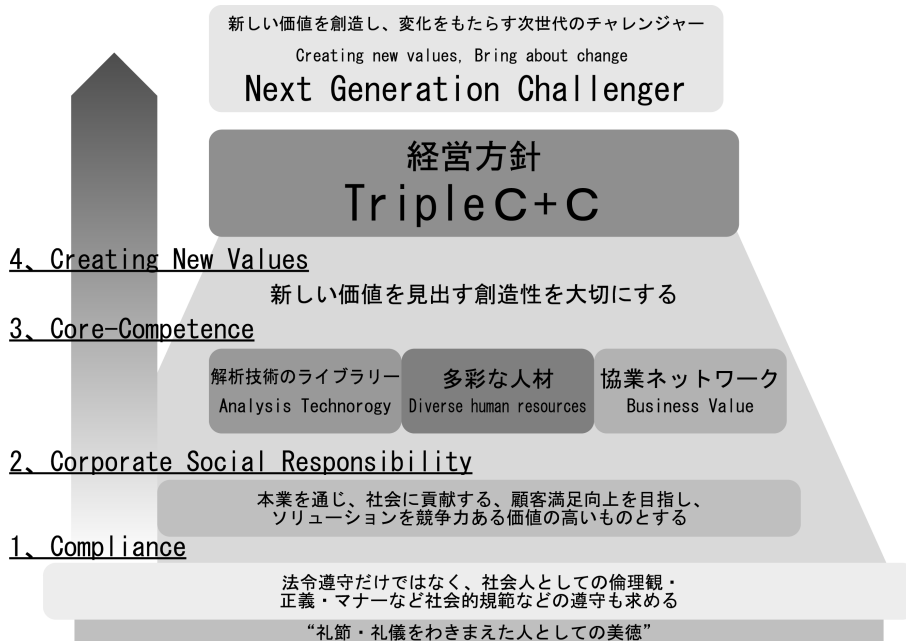 新しい価値を創造し、変化をもたらす次世代のチャレンジャー
Creating new values, Bring about change
Next Generation Challenger
経営方針
TripleC+C
4、Creating New Values
新しい価値を見出す創造性を大切にする
3、Core-Competence
解析技術のライブラリー
Analysis Technorogy
多彩な人材
Diverse human resources
協業ネットワーク
Business Value
2、Corporate Social Responsibility
本業を通じ、社会に貢献する、顧客満足向上を目指し、
ソリューションを競争力ある価値の高いものとする
1、Compliance
法令遵守だけではなく、社会人としての倫理観・
正義・マナーなど社会的規範などの遵守も求める
“礼節・礼儀をわきまえた人としての美徳”